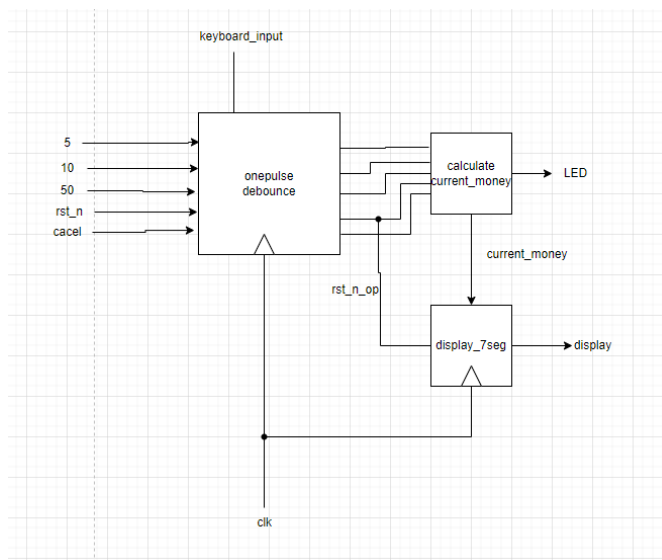 keyboard_input
5
10
50
rst_n
cacel
onepulse
debounce
calculate
current_money
LED
current_money
rst_n_op
display_7seg
display
clk